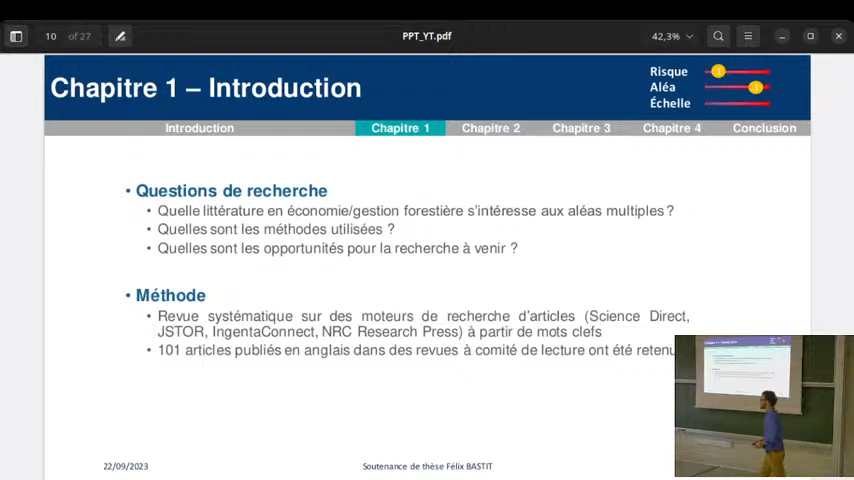 10 of 27
PPT_YT.pdf
42,3%
Chapitre 1 – Introduction
Risque
Aléa
Échelle
Introduction
Chapitre 1
Chapitre 2
Chapitre 3
Chapitre 4
Conclusion
• Questions de recherche
• Quelle littérature en économie/gestion forestière s’intéresse aux aléas multiples ?
• Quelles sont les méthodes utilisées ?
• Quelles sont les opportunités pour la recherche à venir ?
• Méthode
• Revue systématique sur des moteurs de recherche d’articles (Science Direct,
JSTOR, IngentaConnect, NRC Research Press) à partir de mots clefs
• 101 articles publiés en anglais dans des revues à comité de lecture ont été
22/09/2023
Soutenance de thèse Félix BASTIT